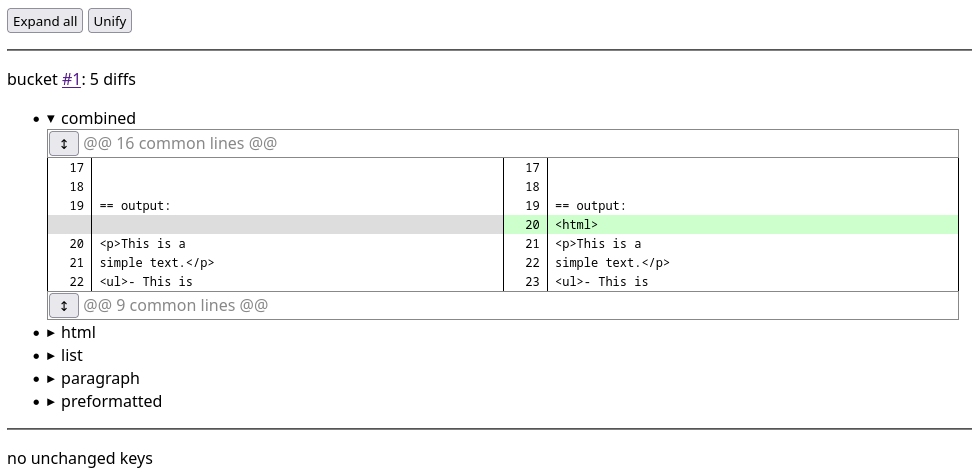 Expand all Unify
bucket #1: 5 diffs
• ▼ combined
↕ @@ 16 common lines @@
17 17
18 18
19 == output: 19 == output:
20 <html>
20 <p>This is a 21 <p>This is a
21 simple text.</p> 22 simple text.</p>
22 <ul>- This is 23 <ul>- This is
↕ @@ 9 common lines @@
• ► html
• ► list
• ► paragraph
• ► preformatted
no unchanged keys